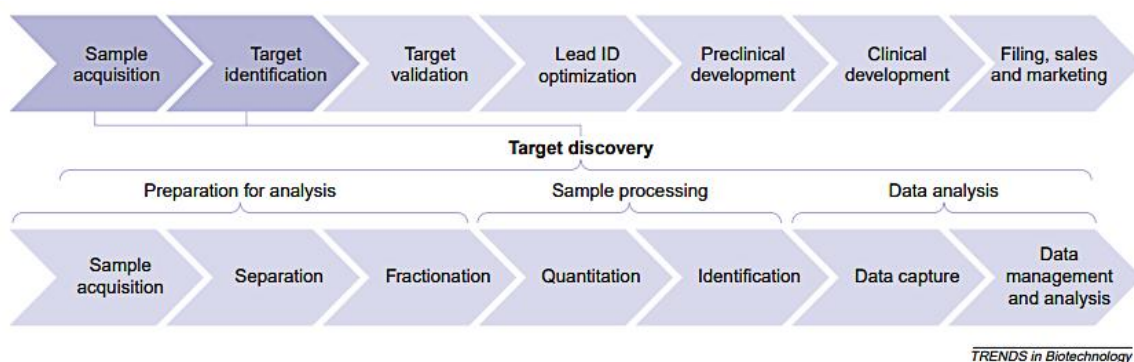 Sample
acquisition
Target
identification
Target
validation
Lead ID
optimization
Preclinical
development
Clinical
development
Filing, sales
and marketing
Target discovery
Preparation for analysis
Sample processing
Data analysis
Sample
acquisition
Separation
Fractionation
Quantitation
Identification
Data capture
Data
management
and analysis
TRENDS in Biotechnology